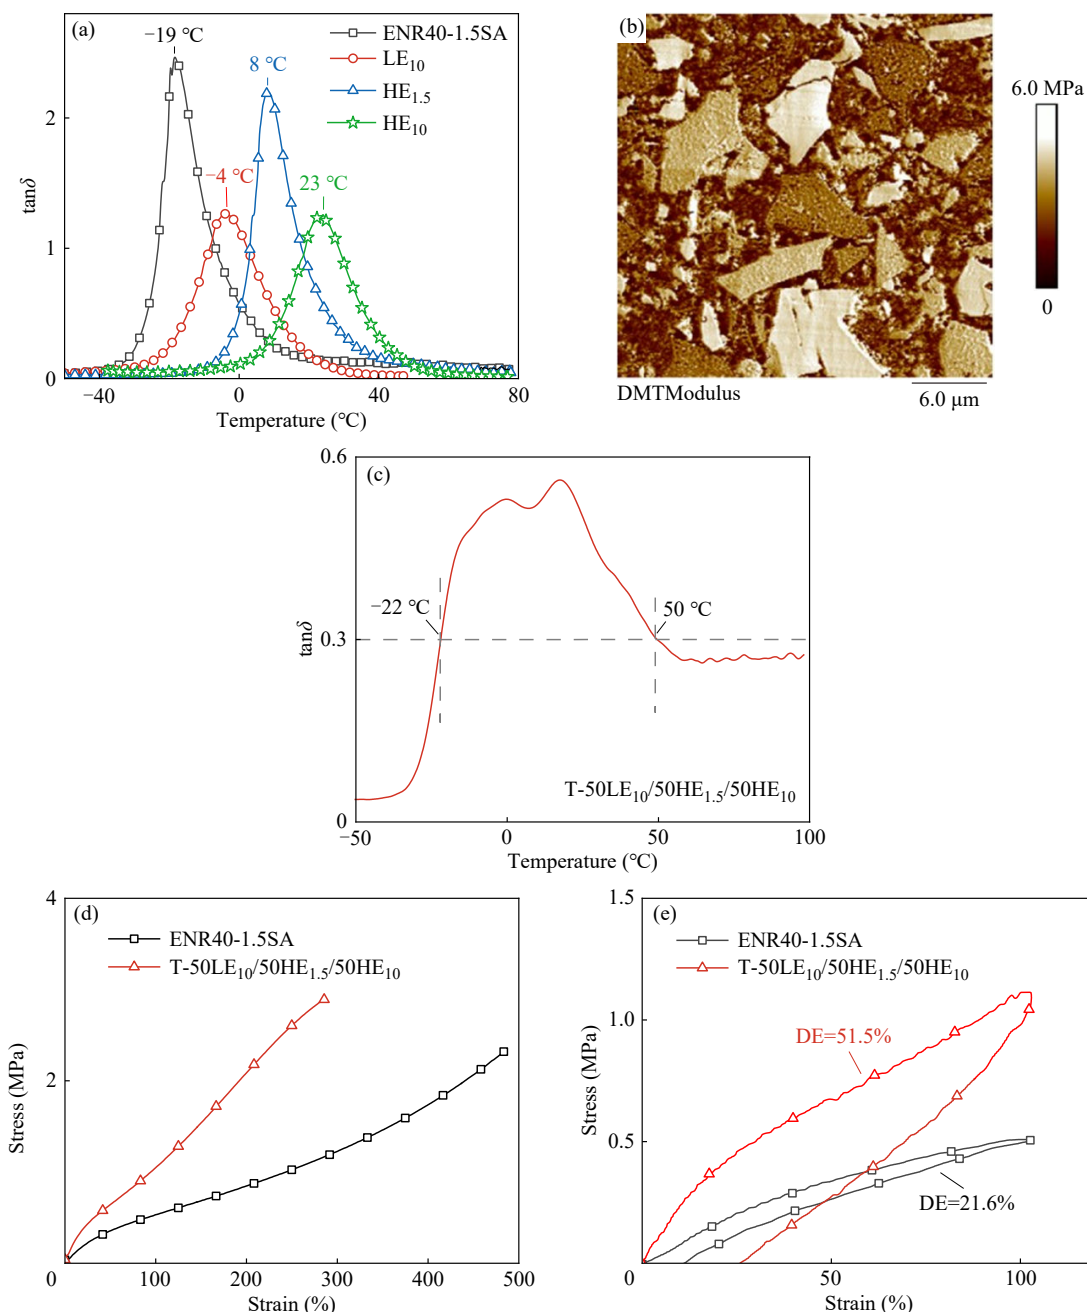 (a)
−19 ℃
ENR40-1.5SA
LE10
HE1.5
HE10
8 ℃
−4 ℃
23 ℃
2
1
0
tanδ
−40
0
40
80
Temperature (℃)
(b)
6.0 MPa
0
DMTModulus
6.0 μm
(c)
0.6
0.3
0
tanδ
−22 ℃
50 ℃
T-50LE10/50HE1.5/50HE10
−50
0
50
100
Temperature (℃)
(d)
4
2
0
Stress (MPa)
ENR40-1.5SA
T-50LE10/50HE1.5/50HE10
100
200
300
400
500
Strain (%)
(e)
1.5
1.0
0.5
0
Stress (MPa)
ENR40-1.5SA
T-50LE10/50HE1.5/50HE10
DE=51.5%
DE=21.6%
50
100
Strain (%)